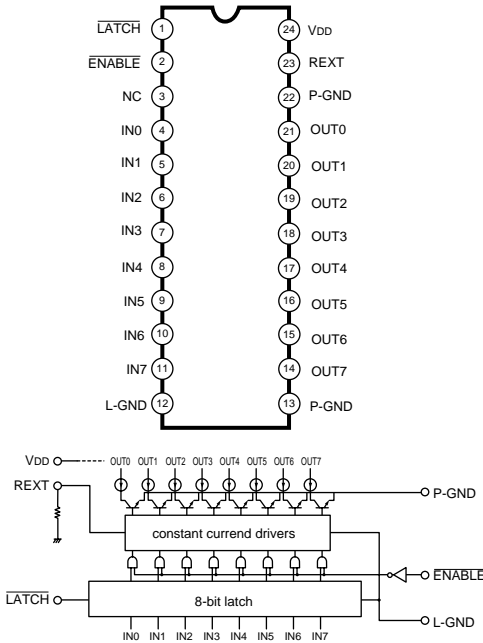 LATCH 1 24 VDD
ENABLE 2 23 REXT
NC 3 22 P-GND
IN0 4 21 OUT0
IN1 5 20 OUT1
IN2 6 19 OUT2
IN3 7 18 OUT3
IN4 8 17 OUT4
IN5 9 16 OUT5
IN6 10 15 OUT6
IN7 11 14 OUT7
L-GND 12 13 P-GND
VDD OUT0 OUT1 OUT2 OUT3 OUT4 OUT5 OUT6 OUT7
REXT P-GND
constant currend drivers
ENABLE
LATCH 8-bit latch
L-GND
IN0 IN1 IN2 IN3 IN4 IN5 IN6 IN7